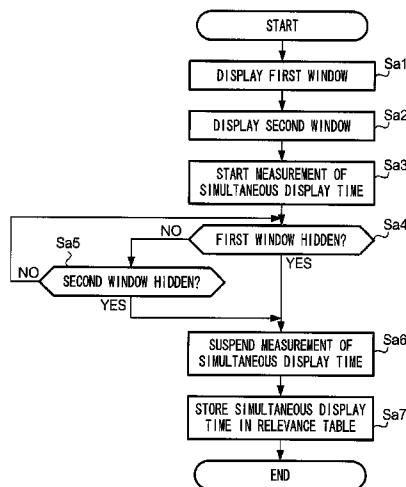 START
Sa1
DISPLAY FIRST WINDOW
Sa2
DISPLAY SECOND WINDOW
Sa3
START MEASUREMENT OF
SIMULTANEOUS DISPLAY TIME
Sa4
FIRST WINDOW HIDDEN?
NO
YES
Sa5
SECOND WINDOW HIDDEN?
NO
YES
Sa6
SUSPEND MEASUREMENT OF
SIMULTANEOUS DISPLAY TIME
Sa7
STORE SIMULTANEOUS DISPLAY
TIME IN RELEVANCE TABLE
END